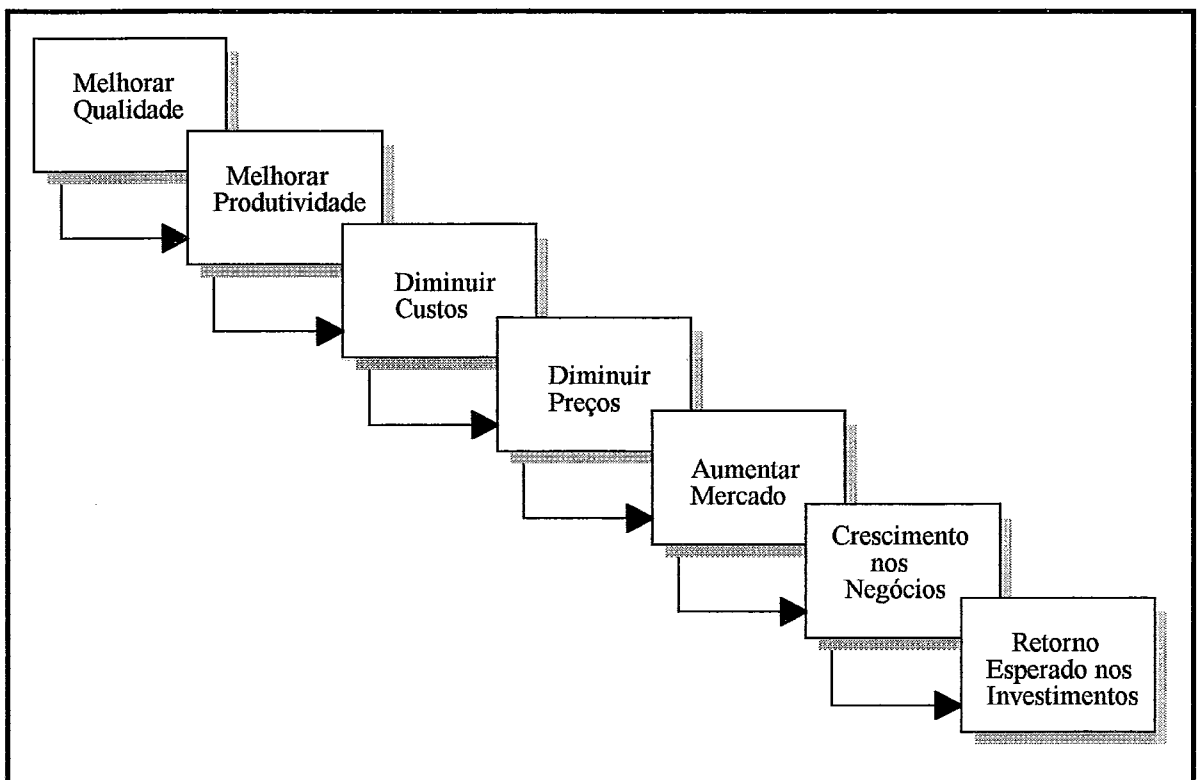 Melhorar
Qualidade
Melhorar
Produtividade
Diminuir
Custos
Diminuir
Preços
Aumentar
Mercado
Crescimento
nos
Negócios
Retorno
Esperado nos
Investimentos